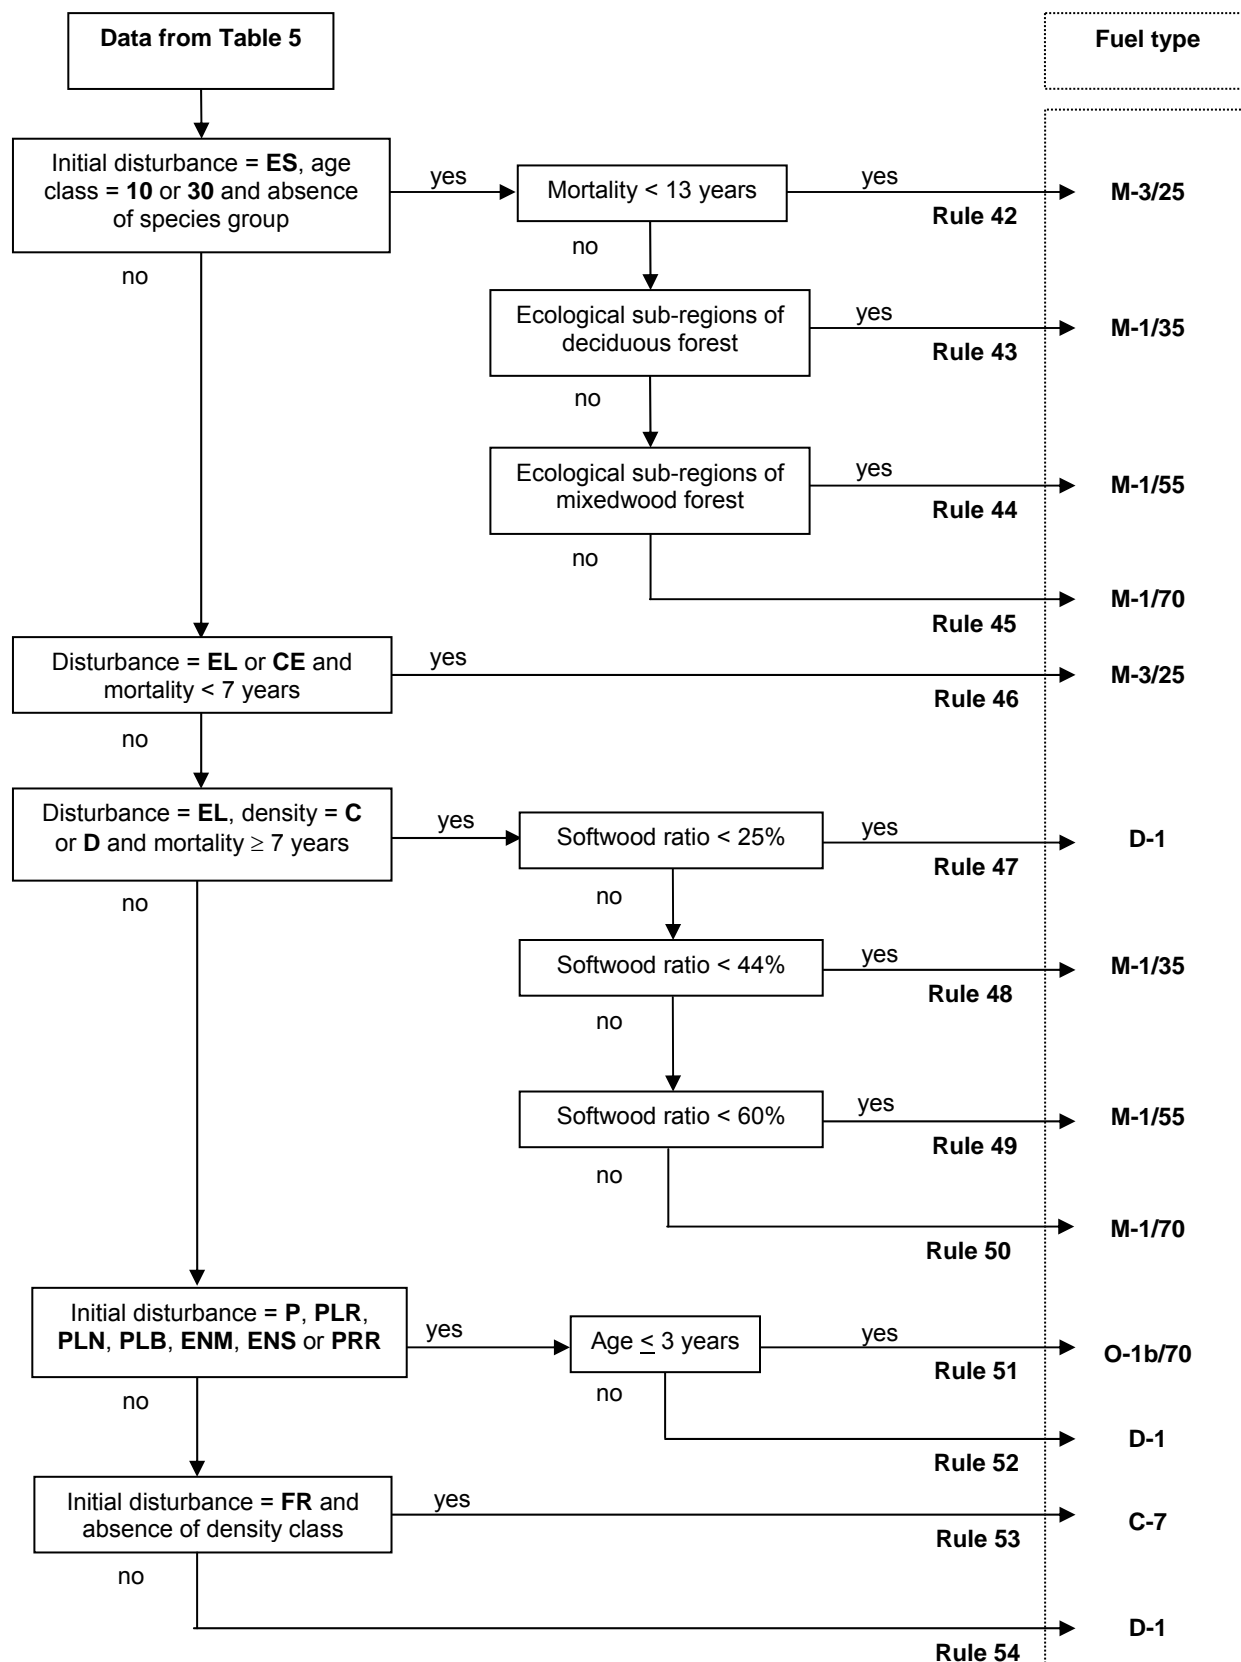 Data from Table 5
Fuel type
Initial disturbance = ES, age
class = 10 or 30 and absence
of species group
yes
Mortality < 13 years
yes
Rule 42
M-3/25
no
no
Ecological sub-regions of
deciduous forest
yes
Rule 43
M-1/35
no
Ecological sub-regions of
mixedwood forest
yes
Rule 44
M-1/55
no
Rule 45
M-1/70
Disturbance = EL or CE and
mortality < 7 years
yes
Rule 46
M-3/25
no
Disturbance = EL, density = C
or D and mortality ≥ 7 years
yes
Softwood ratio < 25%
yes
Rule 47
D-1
no
no
Softwood ratio < 44%
yes
Rule 48
M-1/35
no
Softwood ratio < 60%
yes
Rule 49
M-1/55
no
Rule 50
M-1/70
Initial disturbance = P, PLR,
PLN, PLB, ENM, ENS or PRR
yes
Age ≤ 3 years
yes
Rule 51
O-1b/70
no
no
Rule 52
D-1
Initial disturbance = FR and
absence of density class
yes
Rule 53
C-7
no
Rule 54
D-1